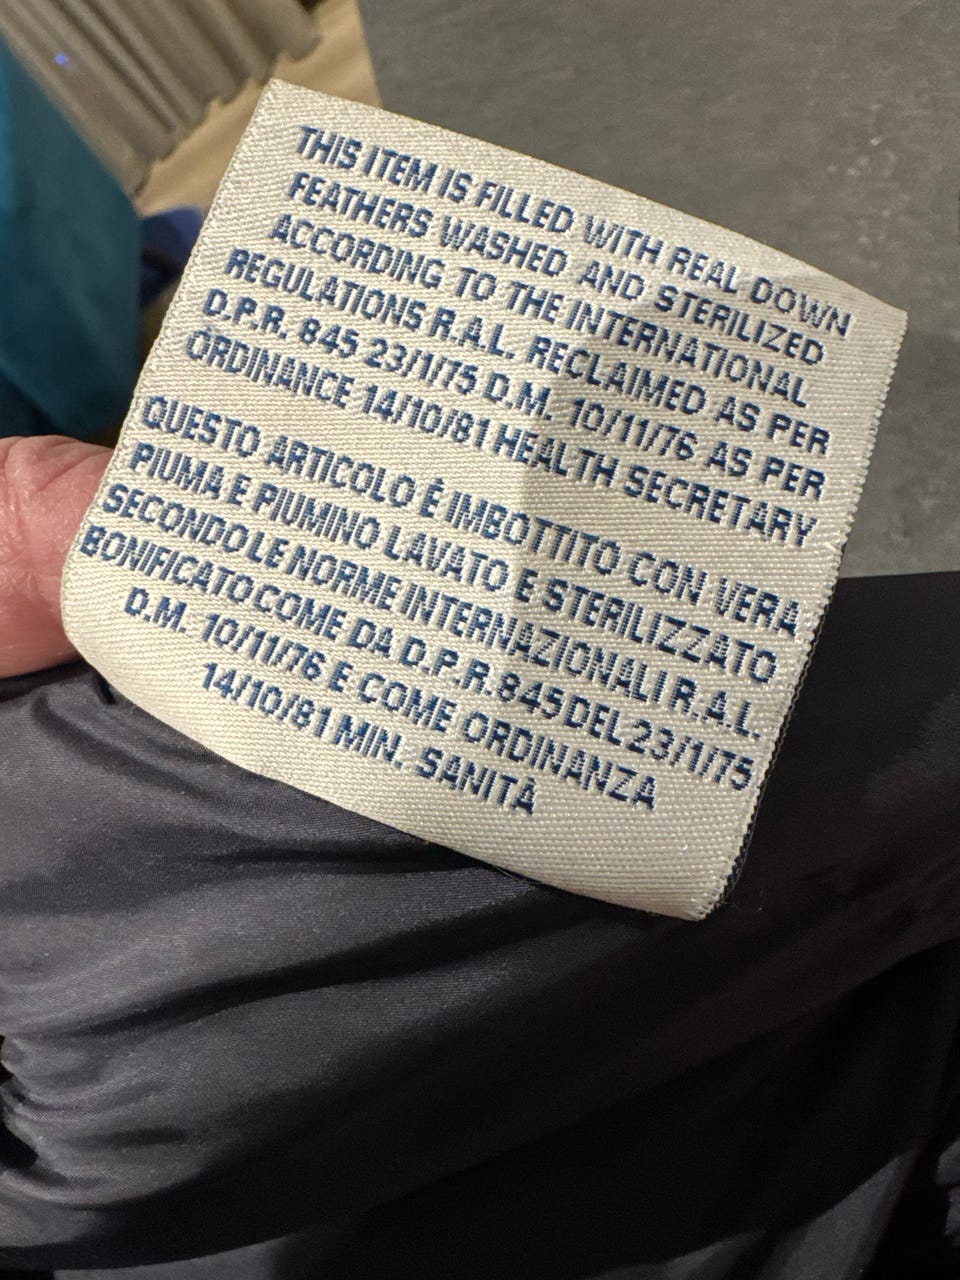 THIS ITEM IS FILLED WITH REAL DOWN
FEATHERS WASHED AND STERILIZED
ACCORDING TO THE INTERNATIONAL
REGULATIONS R.A.L. RECLAIMED AS PER
D.P.R. 845 23/1/75 D.M. 10/11/76 AS PER
ORDINANCE 14/10/81 HEALTH SECRETARY
QUESTO ARTICOLO È IMBOTTITO CON VERA
PIUMA E PIUMINO LAVATO E STERILIZZATO
SECONDO LE NORME INTERNAZIONALI R.A.L.
BONIFICATO COME DA D.P.R. 845 DEL 23/1/75
D.M. 10/11/76 E COME ORDINANZA
14/10/81 MIN. SANITÀ